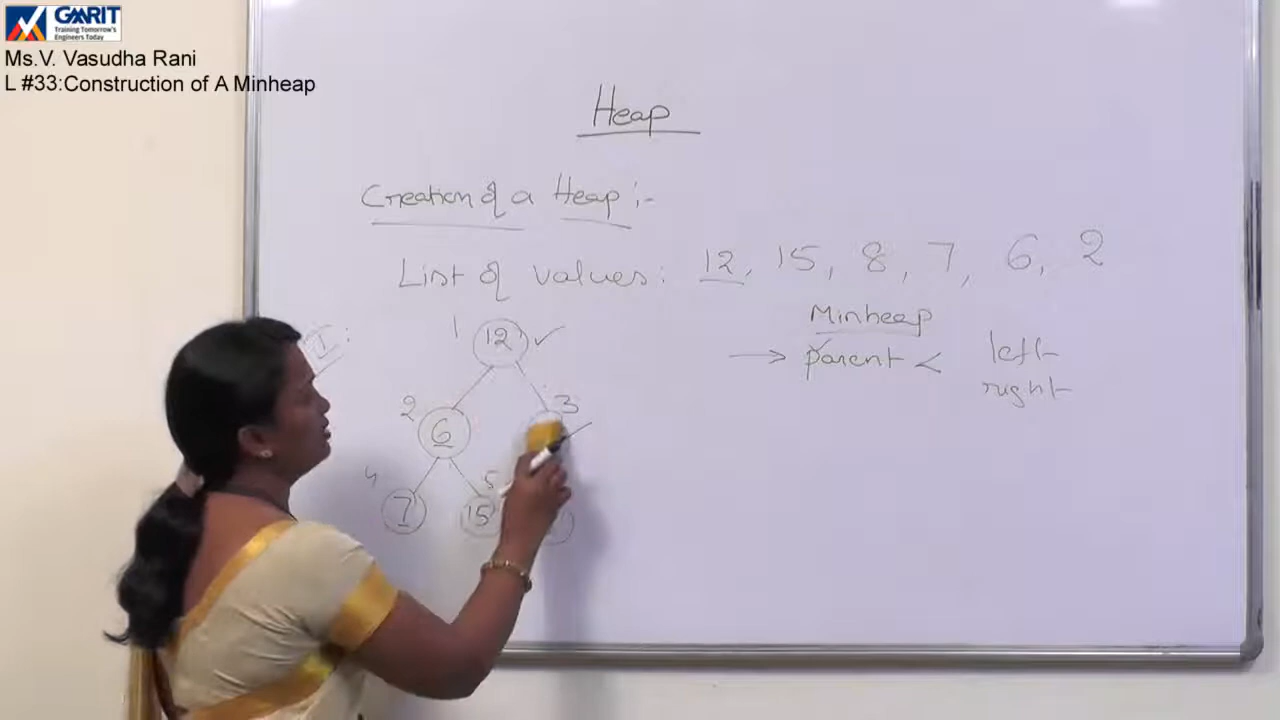 GMRIT
Training Tomorrow's
Engineers Today
Ms.V. Vasudha Rani
L #33:Construction of A Minheap
Heap
Creation of a Heap :-
List of values: 12, 15, 8, 7, 6, 2
Minheap
→ parent < left
right
I :
1 12 ✓
2 6 3
4 7 5 15